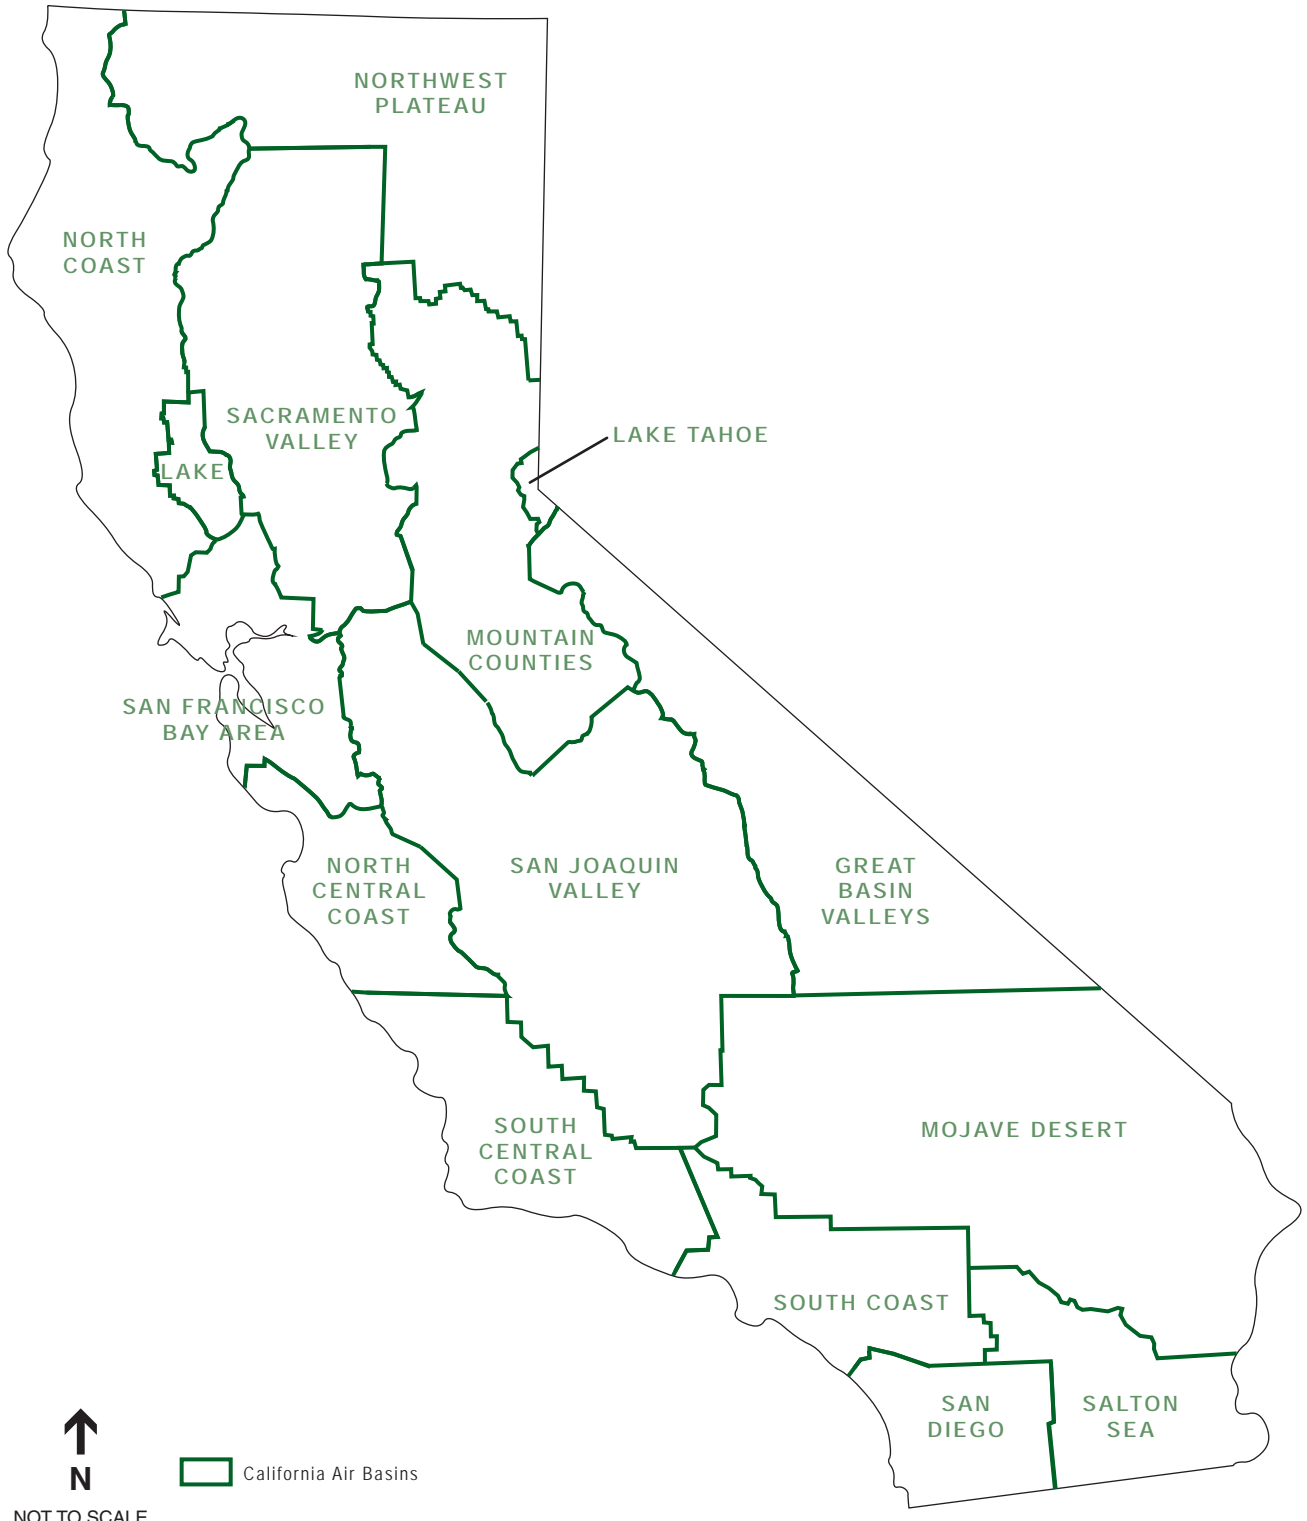 NORTHWEST
PLATEAU
NORTH
COAST
SACRAMENTO
VALLEY
LAKE TAHOE
LAKE
MOUNTAIN
COUNTIES
SAN FRANCISCO
BAY AREA
NORTH
CENTRAL
COAST
SAN JOAQUIN
VALLEY
GREAT
BASIN
VALLEYS
SOUTH
CENTRAL
COAST
MOJAVE DESERT
SOUTH COAST
SAN
DIEGO
SALTON
SEA
N
NOT TO SCALE
California Air Basins